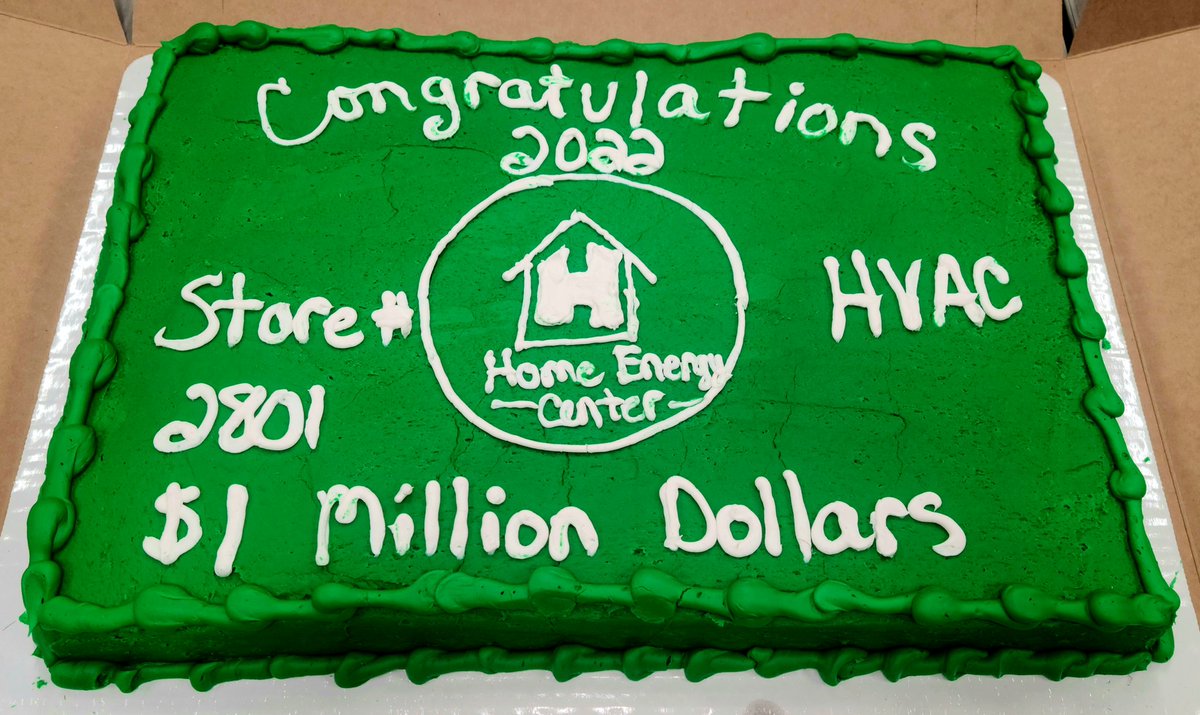 Congratulations
2022
Store# HVAC
2801
H
Home Energy
-Center-
$1 Million Dollars